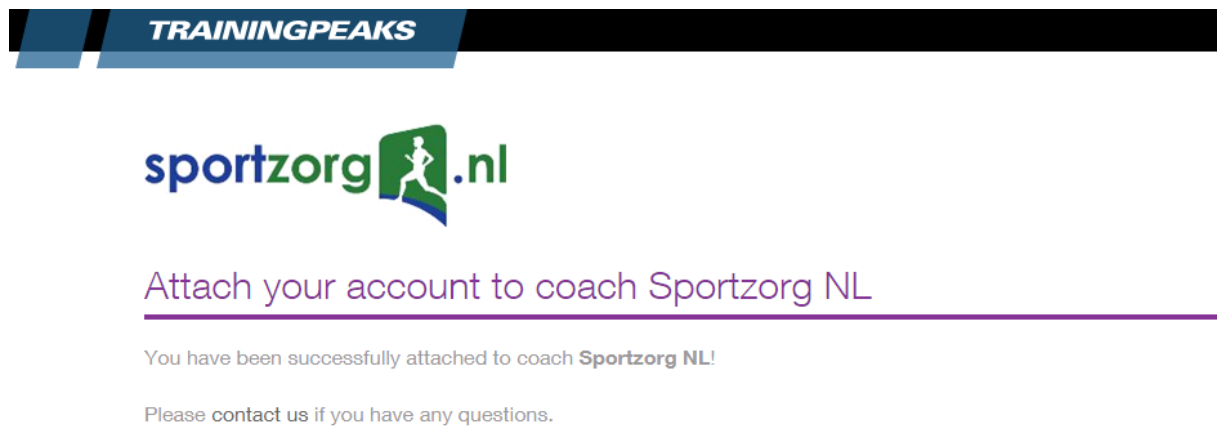 TRAININGPEAKS
sportzorg.nl
Attach your account to coach Sportzorg NL
You have been successfully attached to coach Sportzorg NL!
Please contact us if you have any questions.